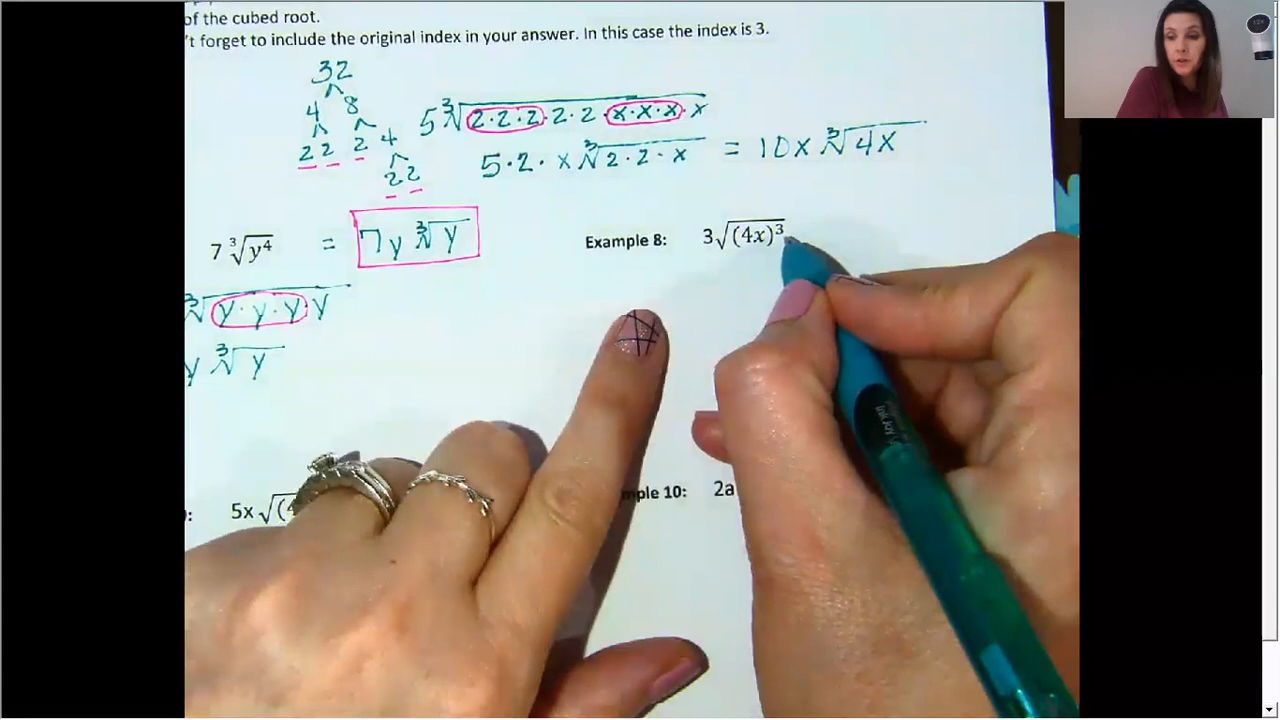 of the cubed root.
't forget to include the original index in your answer. In this case the index is 3.
32
4 8
2 2 2 4
2 2
5∛2·2·2·2·2·x·x·x·x
5·2·x∛2·2·x = 10x∛4x
7∛y⁴ = 7y∛y
∛y·y·y·y
y∛y
Example 8: 3√(4x)³
: 5x√(
mple 10: 2a
InkJoy